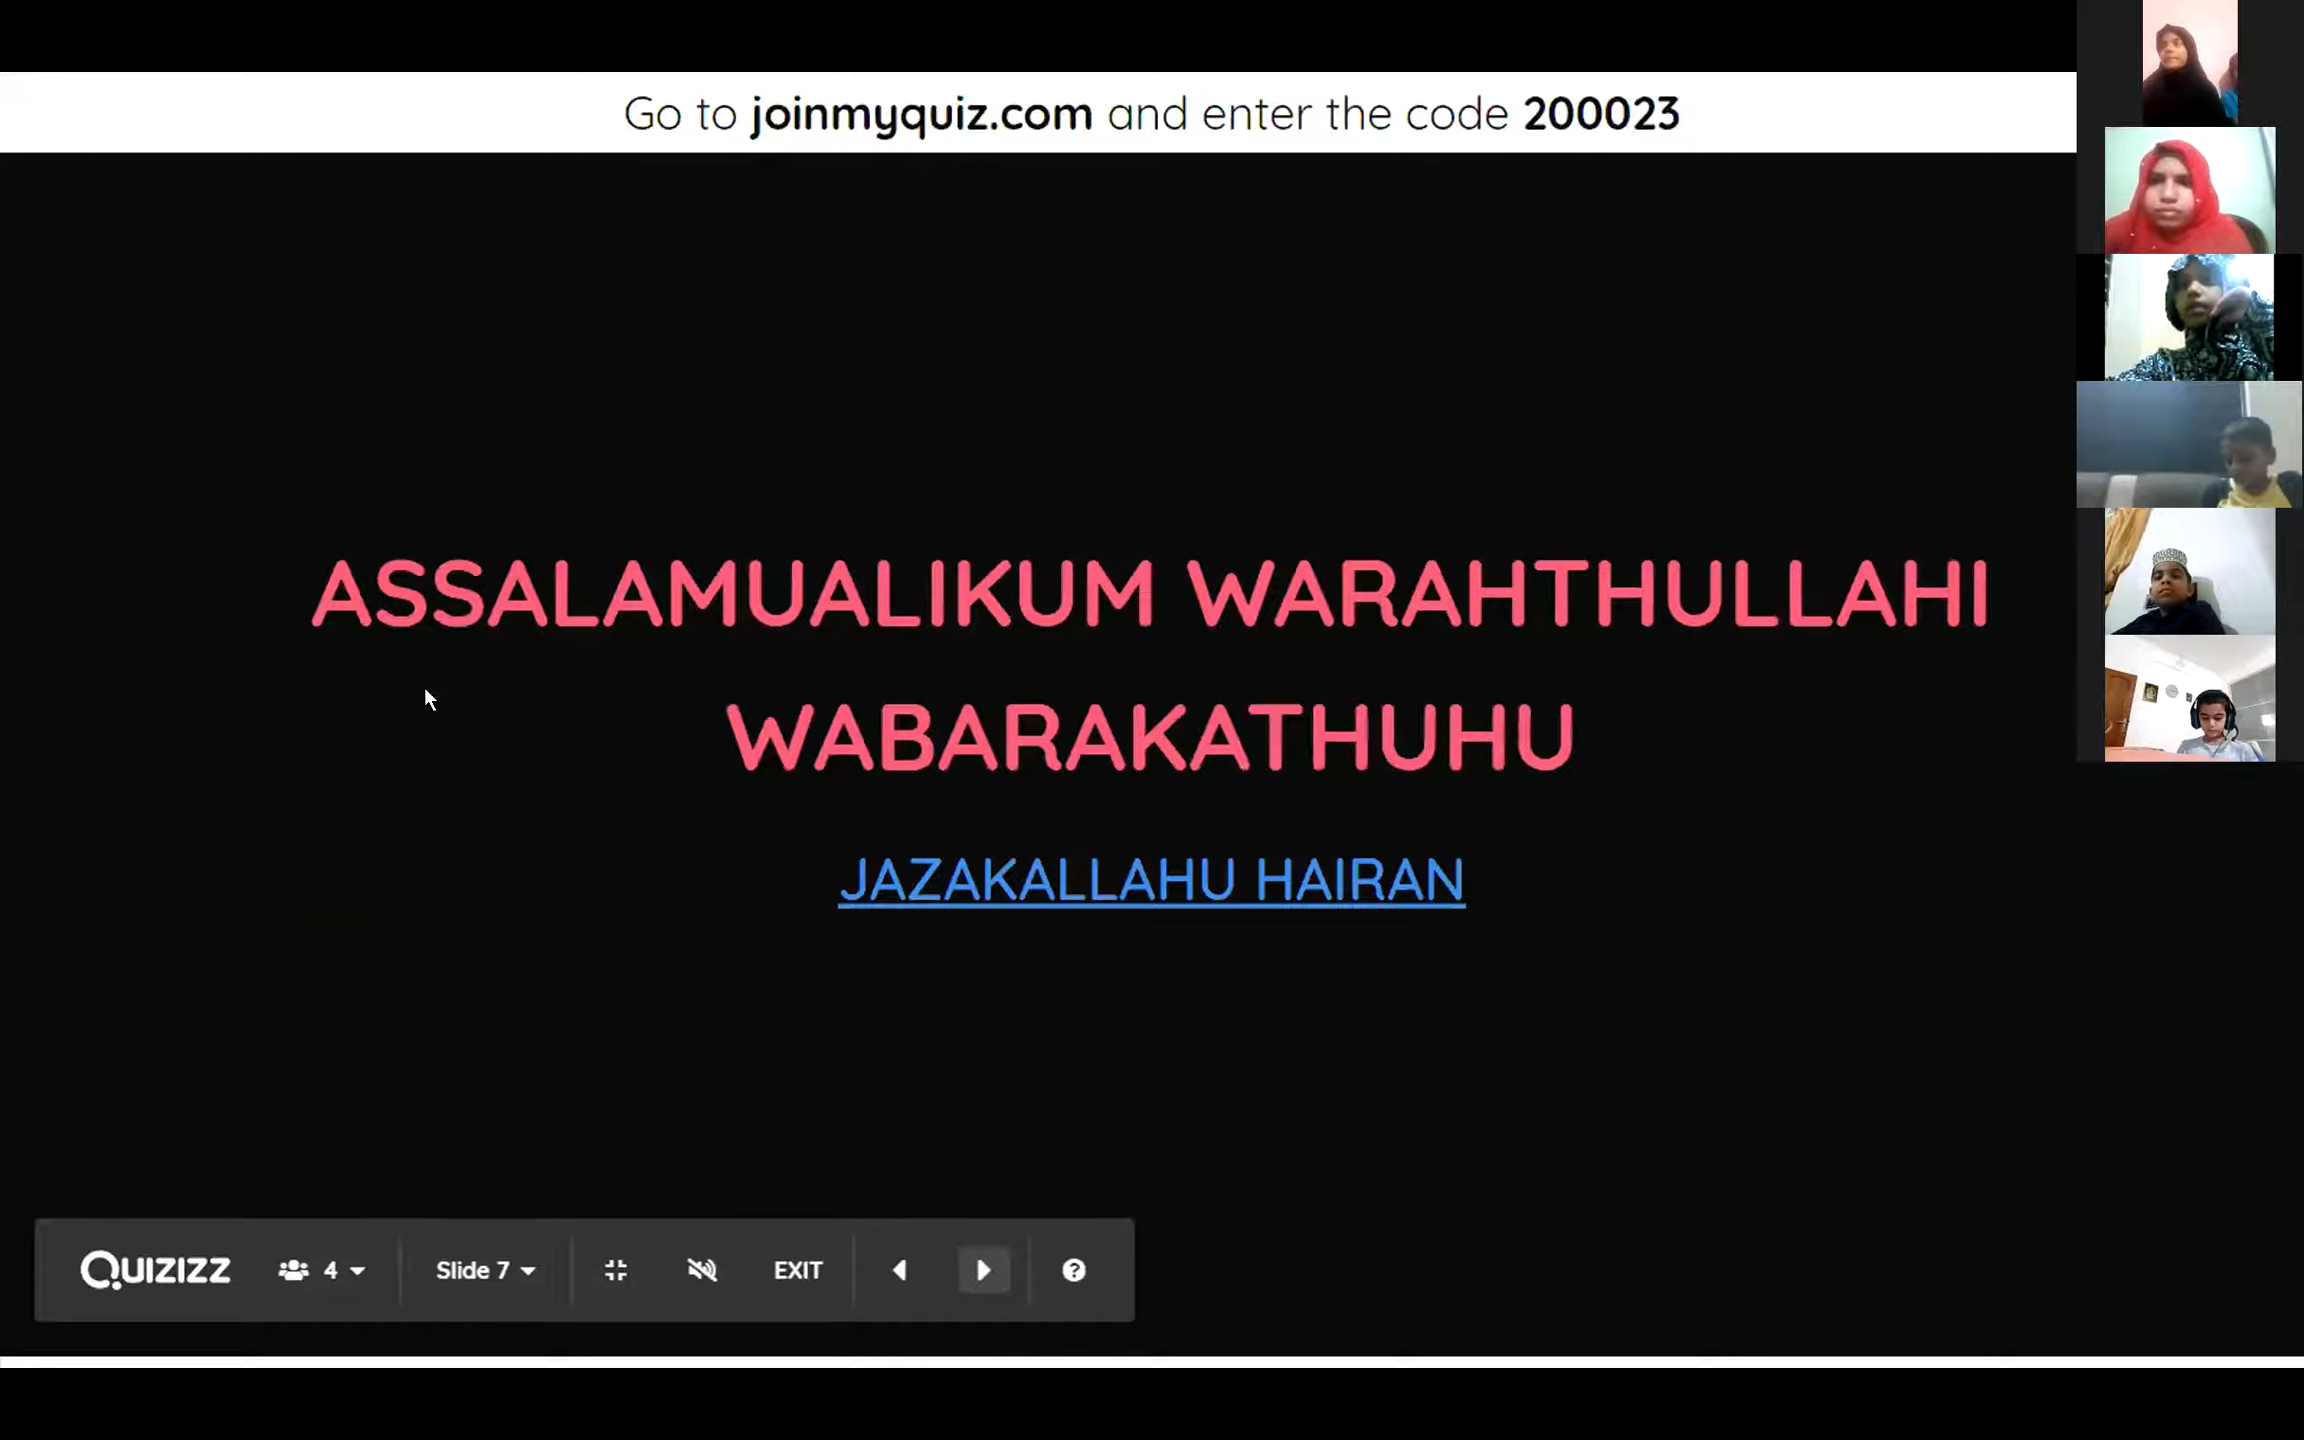 Go to joinmyquiz.com and enter the code 200023
ASSALAMUALIKUM WARAHTHULLAHI
WABARAKATHUHU
JAZAKALLAHU HAIRAN
QUIZIZZ 4 Slide 7 EXIT ?